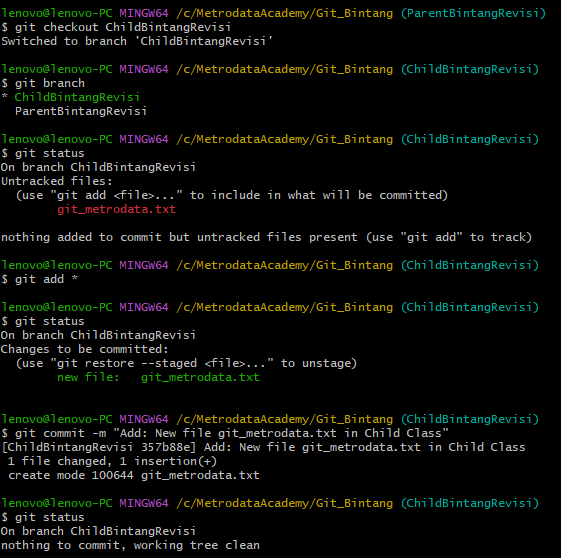 lenovo@lenovo-PC MINGW64 /c/MetrodataAcademy/Git_Bintang (ParentBintangRevisi)
$ git checkout ChildBintangRevisi
Switched to branch 'ChildBintangRevisi'

lenovo@lenovo-PC MINGW64 /c/MetrodataAcademy/Git_Bintang (ChildBintangRevisi)
$ git branch
* ChildBintangRevisi
  ParentBintangRevisi

lenovo@lenovo-PC MINGW64 /c/MetrodataAcademy/Git_Bintang (ChildBintangRevisi)
$ git status
On branch ChildBintangRevisi
Untracked files:
  (use "git add <file>..." to include in what will be committed)
        git_metrodata.txt

nothing added to commit but untracked files present (use "git add" to track)

lenovo@lenovo-PC MINGW64 /c/MetrodataAcademy/Git_Bintang (ChildBintangRevisi)
$ git add *

lenovo@lenovo-PC MINGW64 /c/MetrodataAcademy/Git_Bintang (ChildBintangRevisi)
$ git status
On branch ChildBintangRevisi
Changes to be committed:
  (use "git restore --staged <file>..." to unstage)
        new file:   git_metrodata.txt


lenovo@lenovo-PC MINGW64 /c/MetrodataAcademy/Git_Bintang (ChildBintangRevisi)
$ git commit -m "Add: New file git_metrodata.txt in Child Class"
[ChildBintangRevisi 357b88e] Add: New file git_metrodata.txt in Child Class
 1 file changed, 1 insertion(+)
 create mode 100644 git_metrodata.txt

lenovo@lenovo-PC MINGW64 /c/MetrodataAcademy/Git_Bintang (ChildBintangRevisi)
$ git status
On branch ChildBintangRevisi
nothing to commit, working tree clean